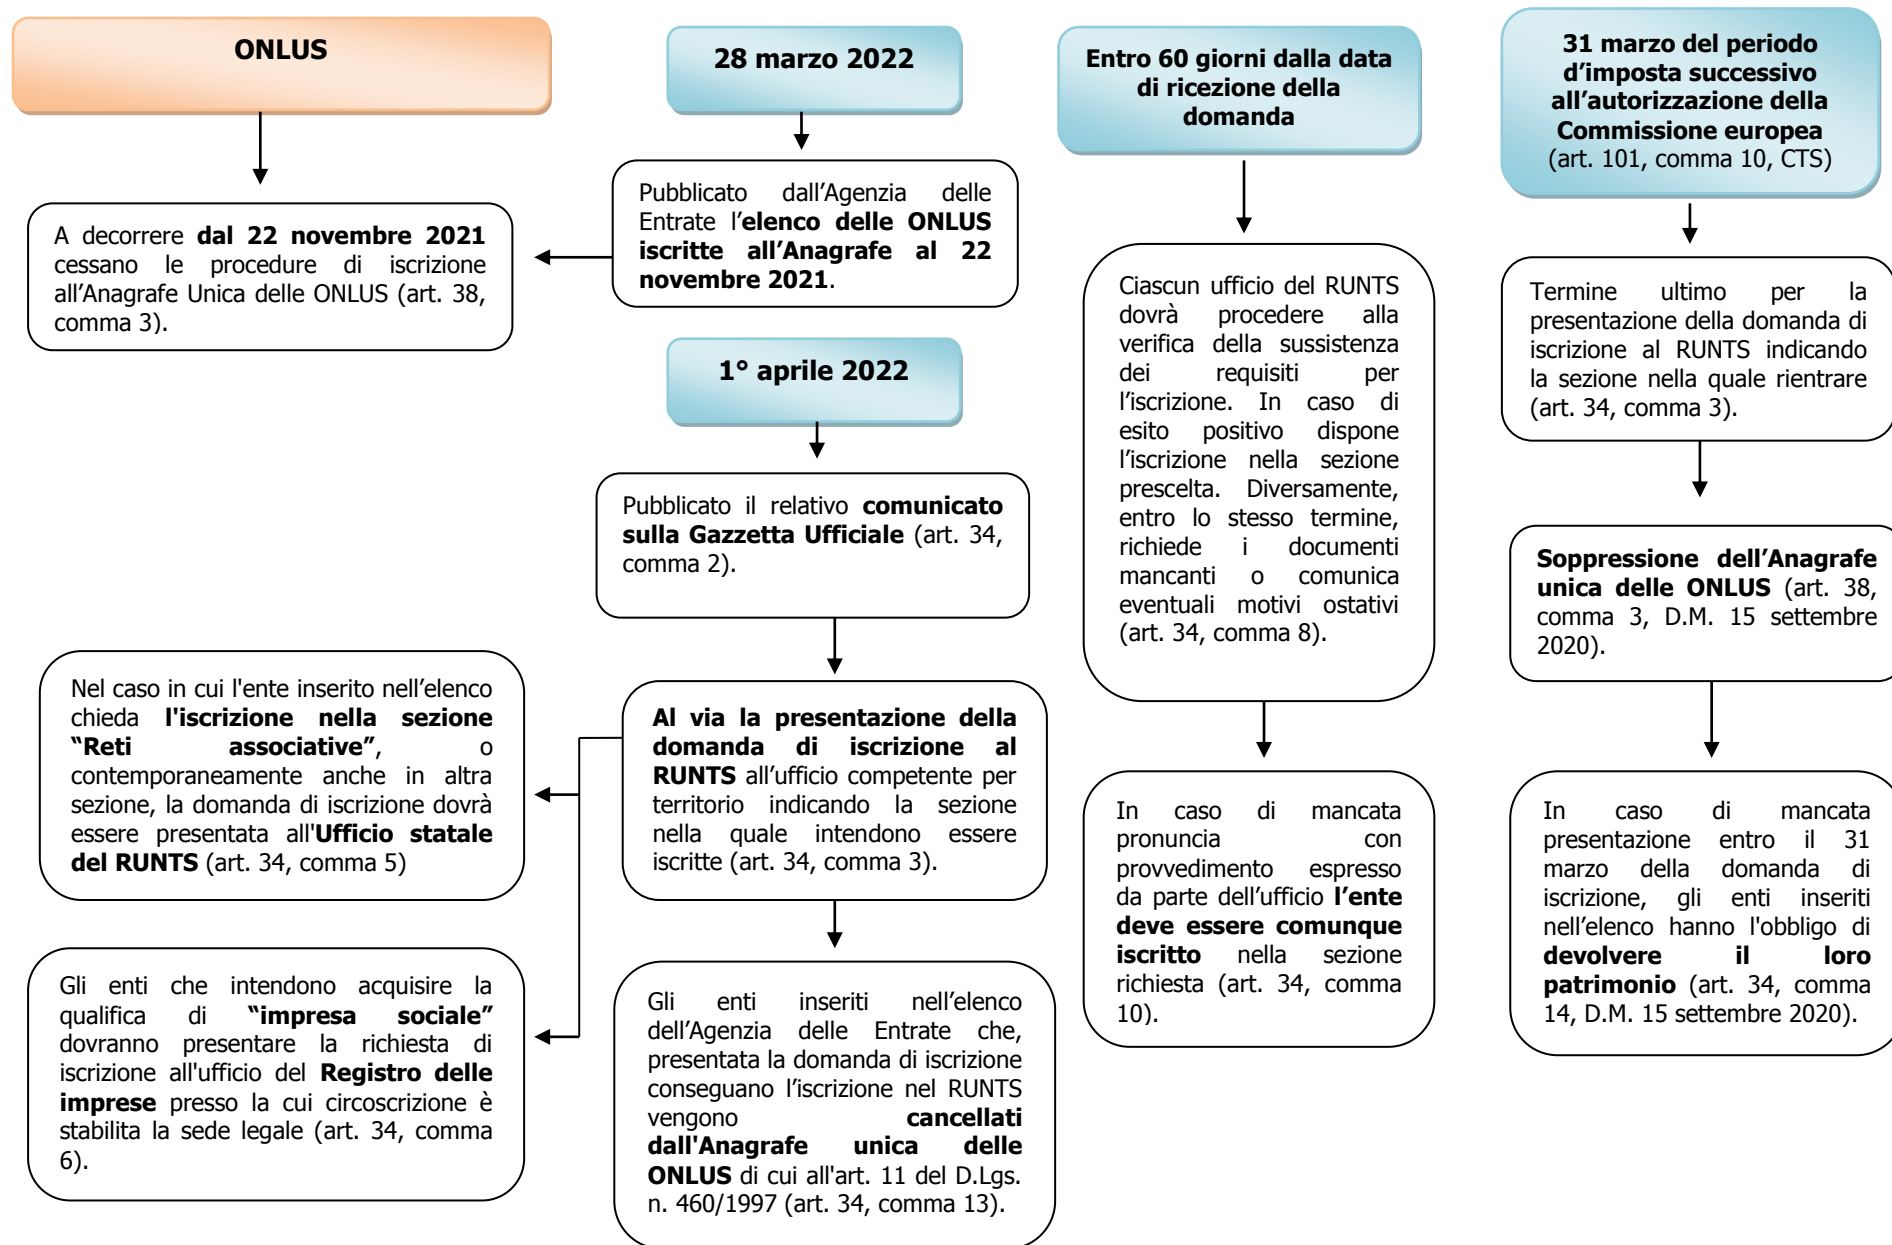 ONLUS
A decorrere dal 22 novembre 2021
cessano le procedure di iscrizione
all’Anagrafe Unica delle ONLUS (art. 38,
comma 3).
28 marzo 2022
Pubblicato dall’Agenzia delle
Entrate l’elenco delle ONLUS
iscritte all’Anagrafe al 22
novembre 2021.
1° aprile 2022
Pubblicato il relativo comunicato
sulla Gazzetta Ufficiale (art. 34,
comma 2).
Al via la presentazione della
domanda di iscrizione al
RUNTS all’ufficio competente per
territorio indicando la sezione
nella quale intendono essere
iscritte (art. 34, comma 3).
Nel caso in cui l'ente inserito nell’elenco
chieda l'iscrizione nella sezione
“Reti associative”, o
contemporaneamente anche in altra
sezione, la domanda di iscrizione dovrà
essere presentata all'Ufficio statale
del RUNTS (art. 34, comma 5)
Gli enti che intendono acquisire la
qualifica di “impresa sociale”
dovranno presentare la richiesta di
iscrizione all'ufficio del Registro delle
imprese presso la cui circoscrizione è
stabilita la sede legale (art. 34, comma
6).
Gli enti inseriti nell’elenco
dell’Agenzia delle Entrate che,
presentata la domanda di iscrizione
conseguano l’iscrizione nel RUNTS
vengono cancellati
dall'Anagrafe unica delle
ONLUS di cui all'art. 11 del D.Lgs.
n. 460/1997 (art. 34, comma 13).
Entro 60 giorni dalla data
di ricezione della
domanda
Ciascun ufficio del RUNTS
dovrà procedere alla
verifica della sussistenza
dei requisiti per
l’iscrizione. In caso di
esito positivo dispone
l’iscrizione nella sezione
prescelta. Diversamente,
entro lo stesso termine,
richiede i documenti
mancanti o comunica
eventuali motivi ostativi
(art. 34, comma 8).
In caso di mancata
pronuncia con
provvedimento espresso
da parte dell’ufficio l’ente
deve essere comunque
iscritto nella sezione
richiesta (art. 34, comma
10).
31 marzo del periodo
d’imposta successivo
all’autorizzazione della
Commissione europea
(art. 101, comma 10, CTS)
Termine ultimo per la
presentazione della domanda di
iscrizione al RUNTS indicando
la sezione nella quale rientrare
(art. 34, comma 3).
Soppressione dell’Anagrafe
unica delle ONLUS (art. 38,
comma 3, D.M. 15 settembre
2020).
In caso di mancata
presentazione entro il 31
marzo della domanda di
iscrizione, gli enti inseriti
nell’elenco hanno l'obbligo di
devolvere il loro
patrimonio (art. 34, comma
14, D.M. 15 settembre 2020).